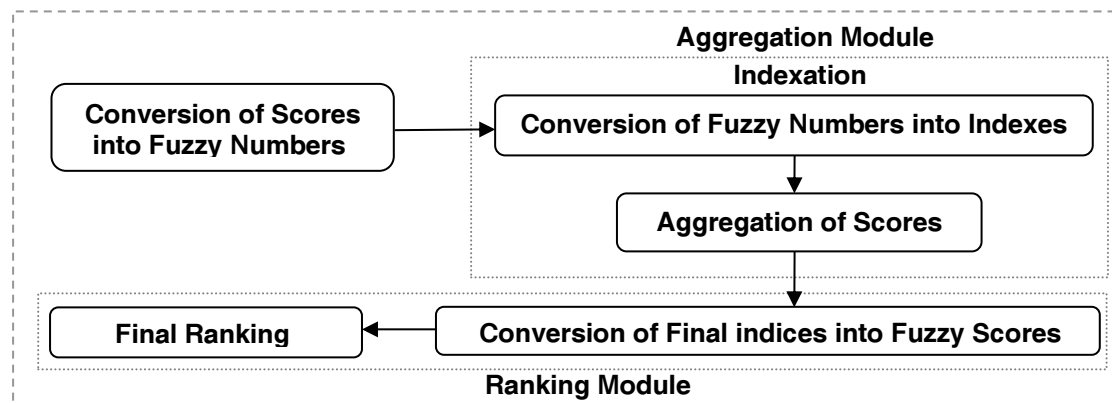 Aggregation Module
Indexation
Conversion of Scores
into Fuzzy Numbers
Conversion of Fuzzy Numbers into Indexes
Aggregation of Scores
Final Ranking
Conversion of Final indices into Fuzzy Scores
Ranking Module